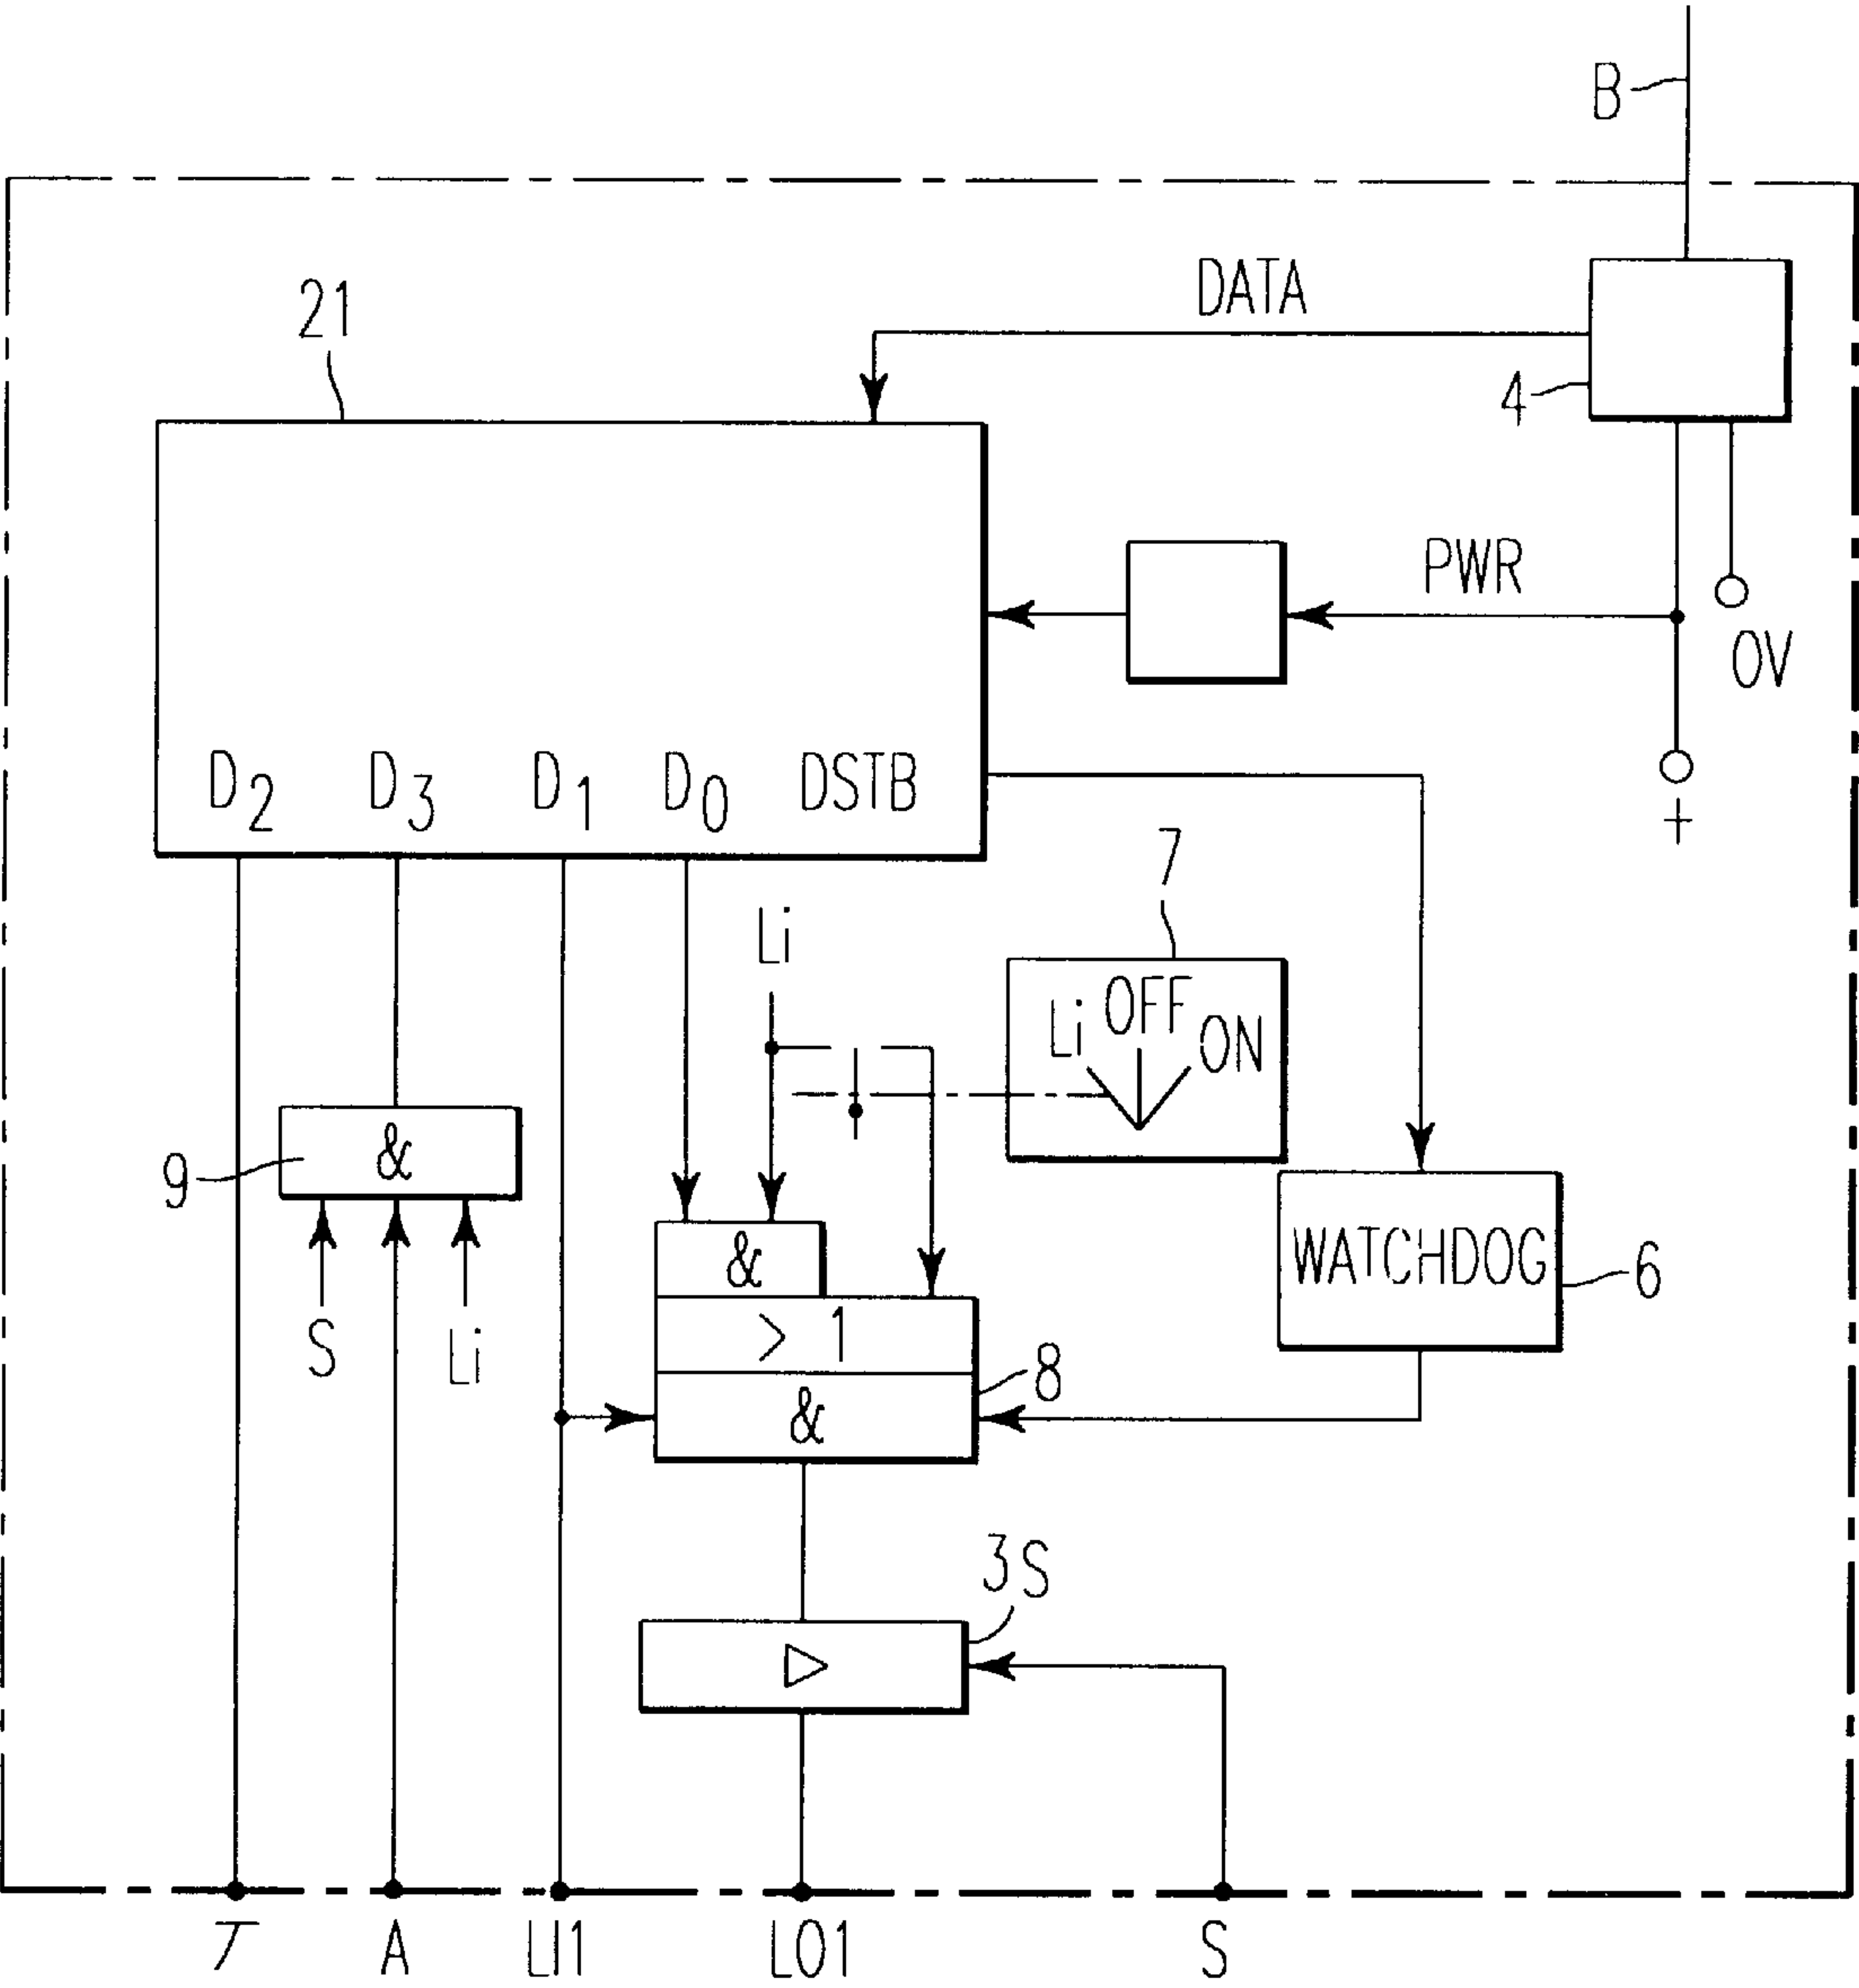 B
DATA
21
4
PWR
0V
D2 D3 D1 D0 DSTB
+
7
Li
Li OFF ON
&
9
&
WATCHDOG
6
S
Li
> 1
8
&
3S
T A LI1 LO1 S